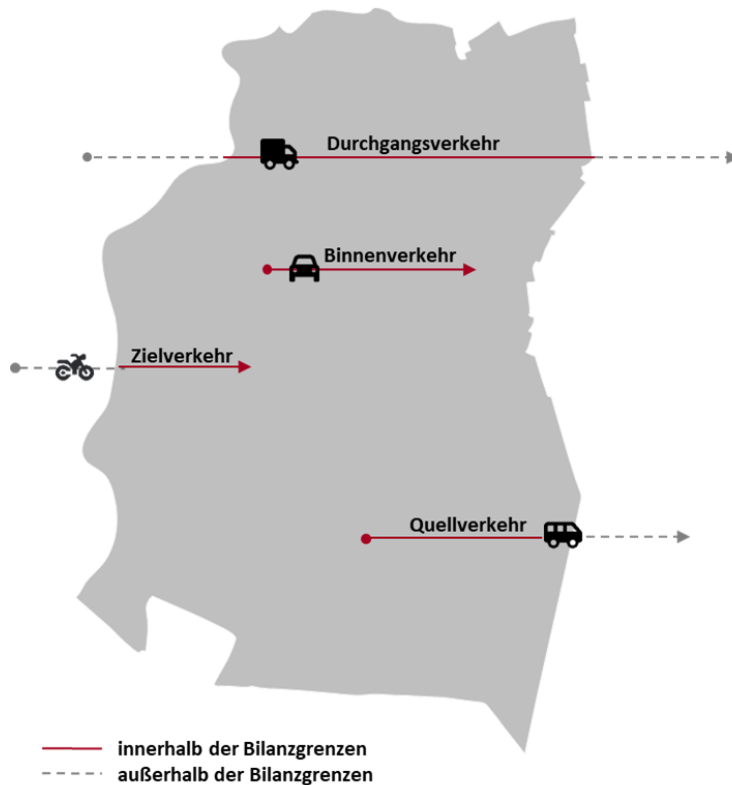 Durchgangsverkehr
Binnenverkehr
Zielverkehr
Quellverkehr
innerhalb der Bilanzgrenzen
außerhalb der Bilanzgrenzen